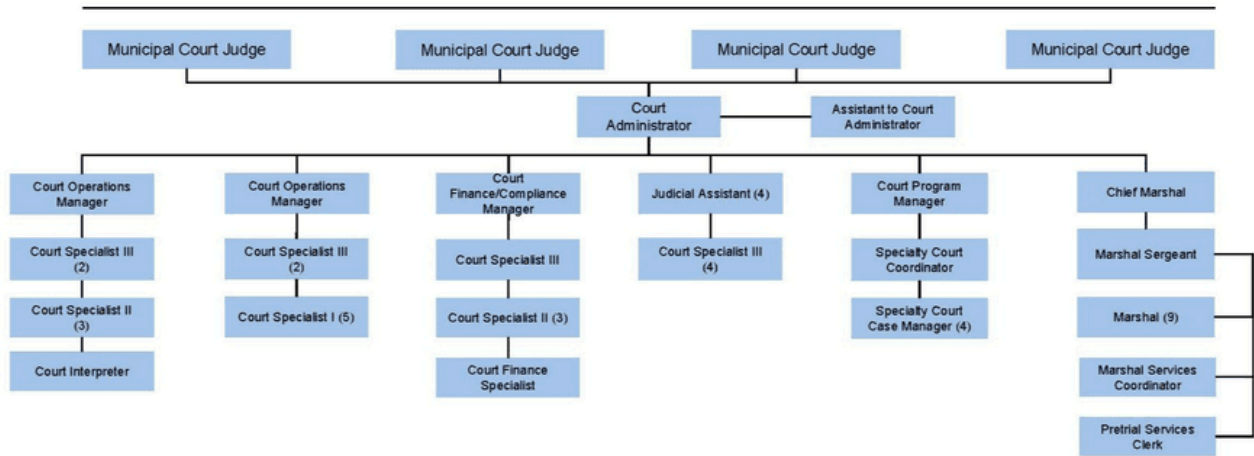 Municipal Court Judge
Municipal Court Judge
Municipal Court Judge
Municipal Court Judge
Court
Administrator
Assistant to Court
Administrator
Court Operations
Manager
Court Operations
Manager
Court
Finance/Compliance
Manager
Judicial Assistant (4)
Court Program
Manager
Chief Marshal
Court Specialist III
(2)
Court Specialist III
(2)
Court Specialist III
Court Specialist III
(4)
Specialty Court
Coordinator
Marshal Sergeant
Court Specialist II
(3)
Court Specialist I (5)
Court Specialist II (3)
Specialty Court
Case Manager (4)
Marshal (9)
Court Interpreter
Court Finance
Specialist
Marshal Services
Coordinator
Pretrial Services
Clerk